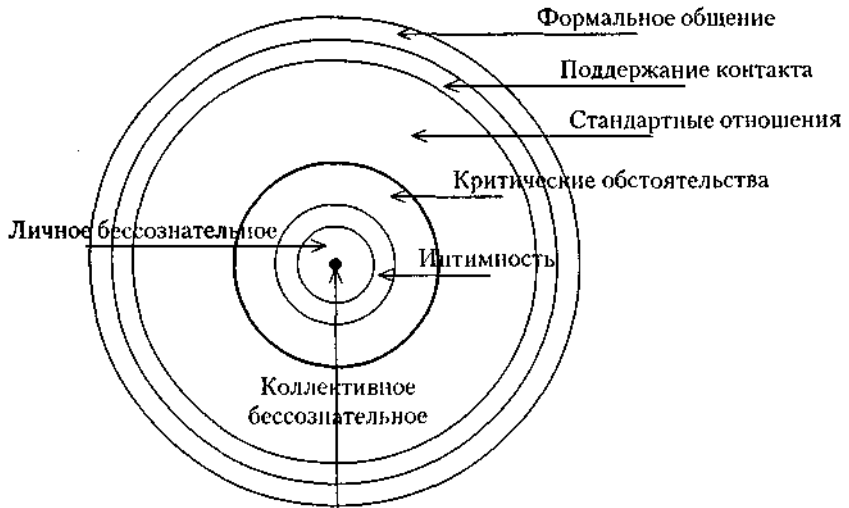 Формальное общение
Поддержание контакта
Стандартные отношения
Критические обстоятельства
Личное бессознательное
Интимность
Коллективное
бессознательное